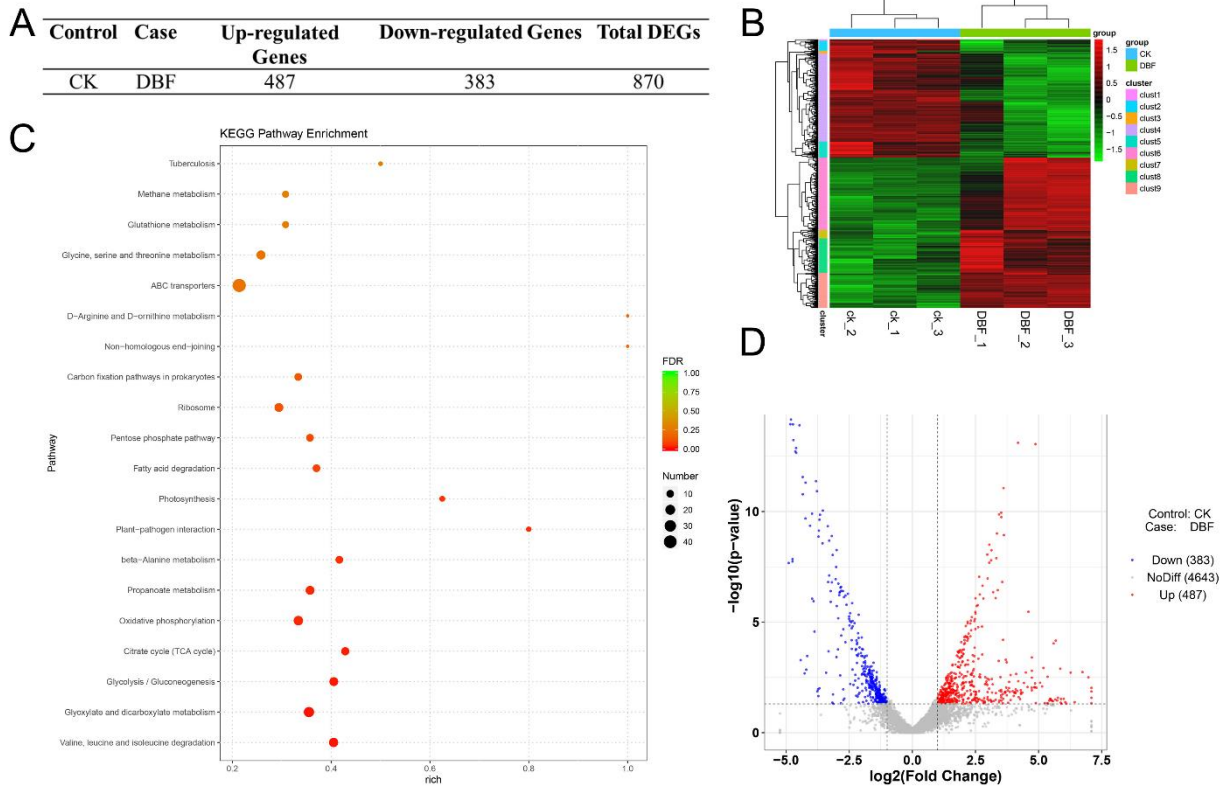 A
Control Case Up-regulated Genes Down-regulated Genes Total DEGs
CK DBF 487 383 870
B
group
1.5
1
0.5
0
−0.5
−1
−1.5
group
CK
DBF
cluster
clust1
clust2
clust3
clust4
clust5
clust6
clust7
clust8
clust9
cluster
ck_2
ck_1
ck_3
DBF_1
DBF_2
DBF_3
C
KEGG Pathway Enrichment
Pathway
Tuberculosis
Methane metabolism
Glutathione metabolism
Glycine, serine and threonine metabolism
ABC transporters
D−Arginine and D−ornithine metabolism
Non−homologous end−joining
Carbon fixation pathways in prokaryotes
Ribosome
Pentose phosphate pathway
Fatty acid degradation
Photosynthesis
Plant−pathogen interaction
beta−Alanine metabolism
Propanoate metabolism
Oxidative phosphorylation
Citrate cycle (TCA cycle)
Glycolysis / Gluconeogenesis
Glyoxylate and dicarboxylate metabolism
Valine, leucine and isoleucine degradation
0.2 0.4 0.6 0.8 1.0
rich
FDR
1.00
0.75
0.50
0.25
0.00
Number
10
20
30
40
D
−log10(p−value)
10
5
0
−5.0 −2.5 0.0 2.5 5.0 7.5
log2(Fold Change)
Control: CK
Case: DBF
Down (383)
NoDiff (4643)
Up (487)